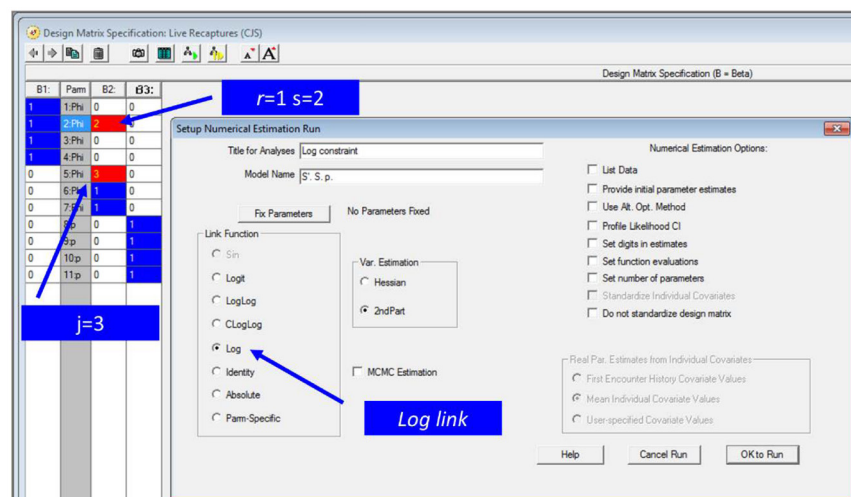 Design Matrix Specification: Live Recaptures (CJS)
Design Matrix Specification (B = Beta)
B1: Parm B2: B3:
1 1:Phi 0 0
1 2:Phi 2 0
1 3:Phi 0 0
1 4:Phi 0 0
0 5:Phi 3 0
0 6:Phi 1 0
0 7:Phi 1 0
0 8:p 0 1
0 9:p 0 1
0 10:p 0 1
0 11:p 0 1
r=1 s=2
j=3
Setup Numerical Estimation Run
Title for Analyses Log constraint
Model Name S'. S. p.
Fix Parameters No Parameters Fixed
Link Function
Sin
Logit
LogLog
CLogLog
Log
Identity
Absolute
Parm-Specific
Var. Estimation
Hessian
2ndPart
MCMC Estimation
Log link
Numerical Estimation Options:
List Data
Provide initial parameter estimates
Use Alt. Opt. Method
Profile Likelihood CI
Set digits in estimates
Set function evaluations
Set number of parameters
Standardize Individual Covariates
Do not standardize design matrix
Real Par. Estimates from Individual Covariates
First Encounter History Covariate Values
Mean Individual Covariate Values
User-specified Covariate Values
Help Cancel Run OK to Run